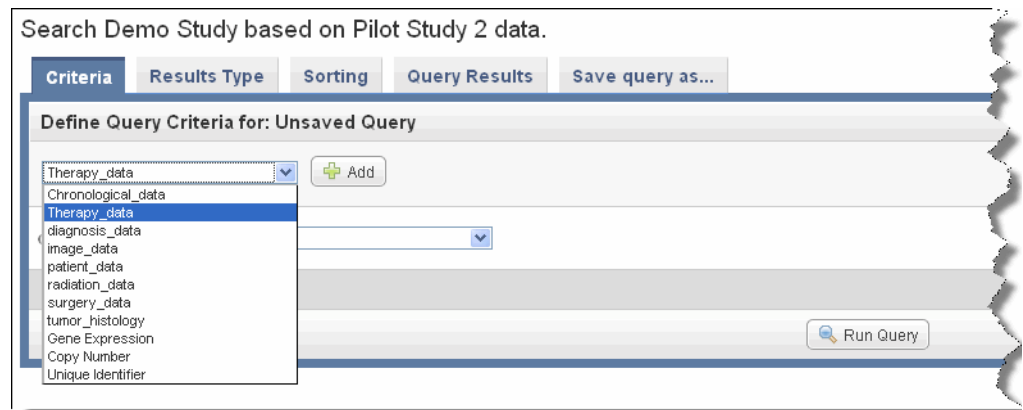 Search Demo Study based on Pilot Study 2 data.
Criteria Results Type Sorting Query Results Save query as...
Define Query Criteria for: Unsaved Query
Therapy_data Add
Chronological_data
Therapy_data
diagnosis_data
image_data
patient_data
radiation_data
surgery_data
tumor_histology
Gene Expression
Run Query
Copy Number
Unique Identifier